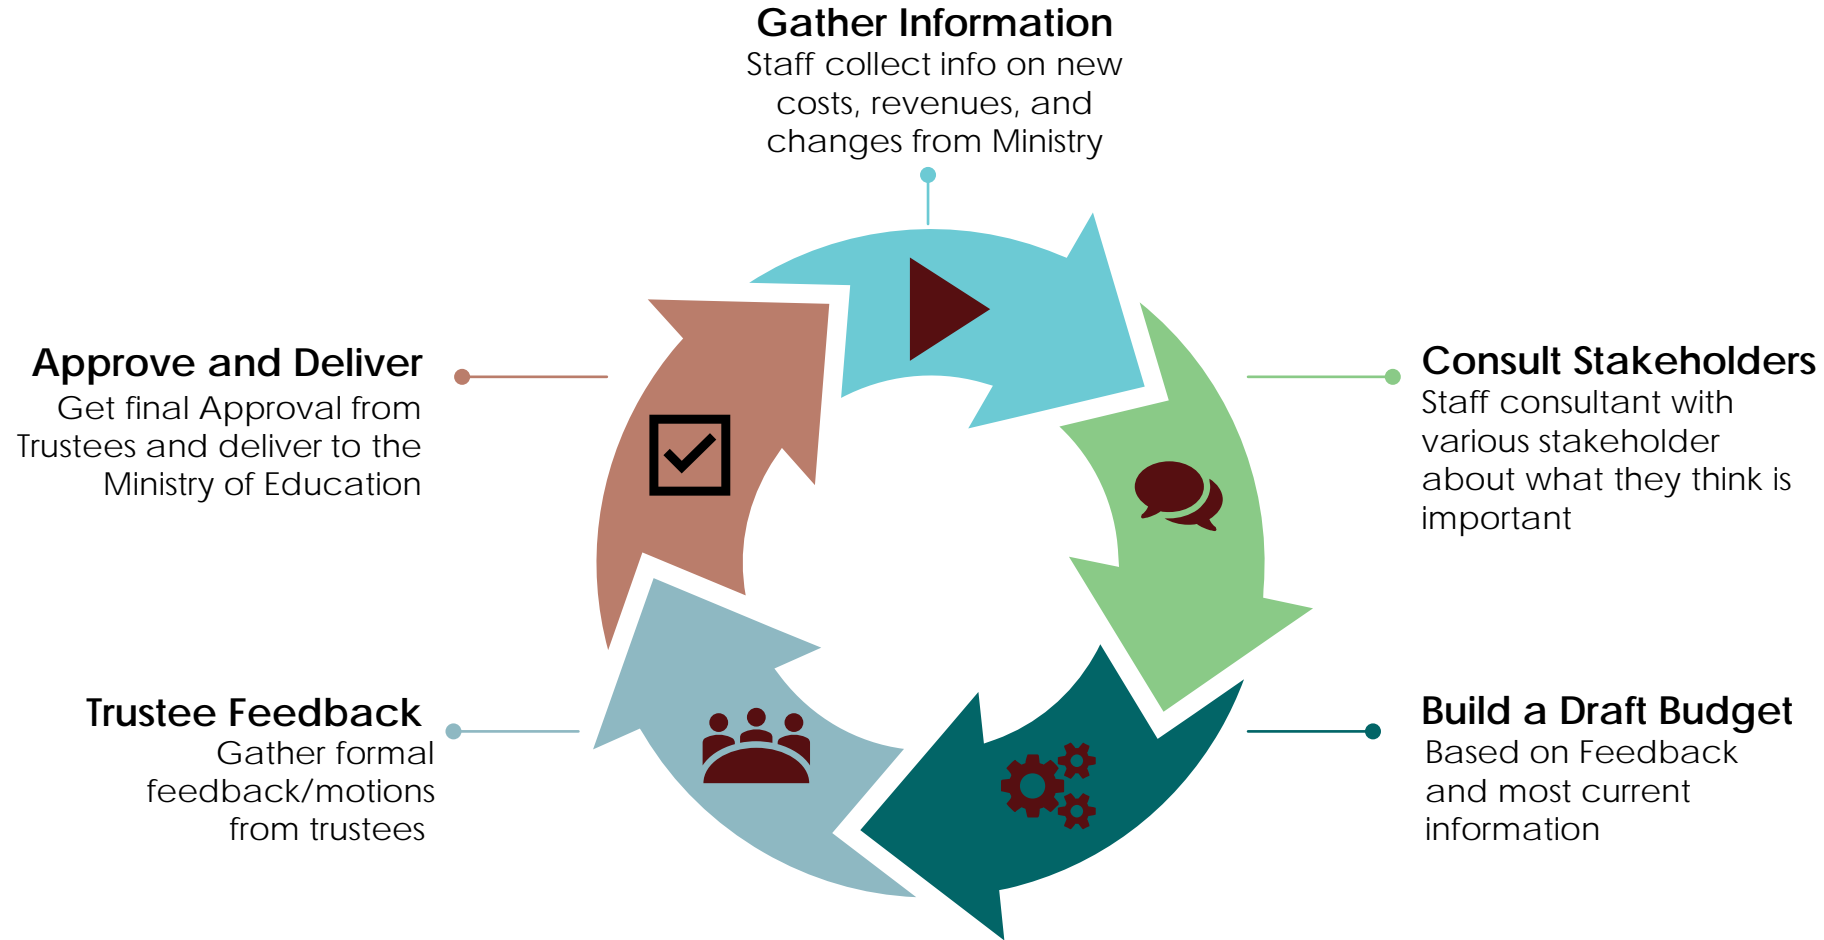 Gather Information
Staff collect info on new
costs, revenues, and
changes from Ministry
Consult Stakeholders
Staff consultant with
various stakeholder
about what they think is
important
Build a Draft Budget
Based on Feedback
and most current
information
Trustee Feedback
Gather formal
feedback/motions
from trustees
Approve and Deliver
Get final Approval from
Trustees and deliver to the
Ministry of Education